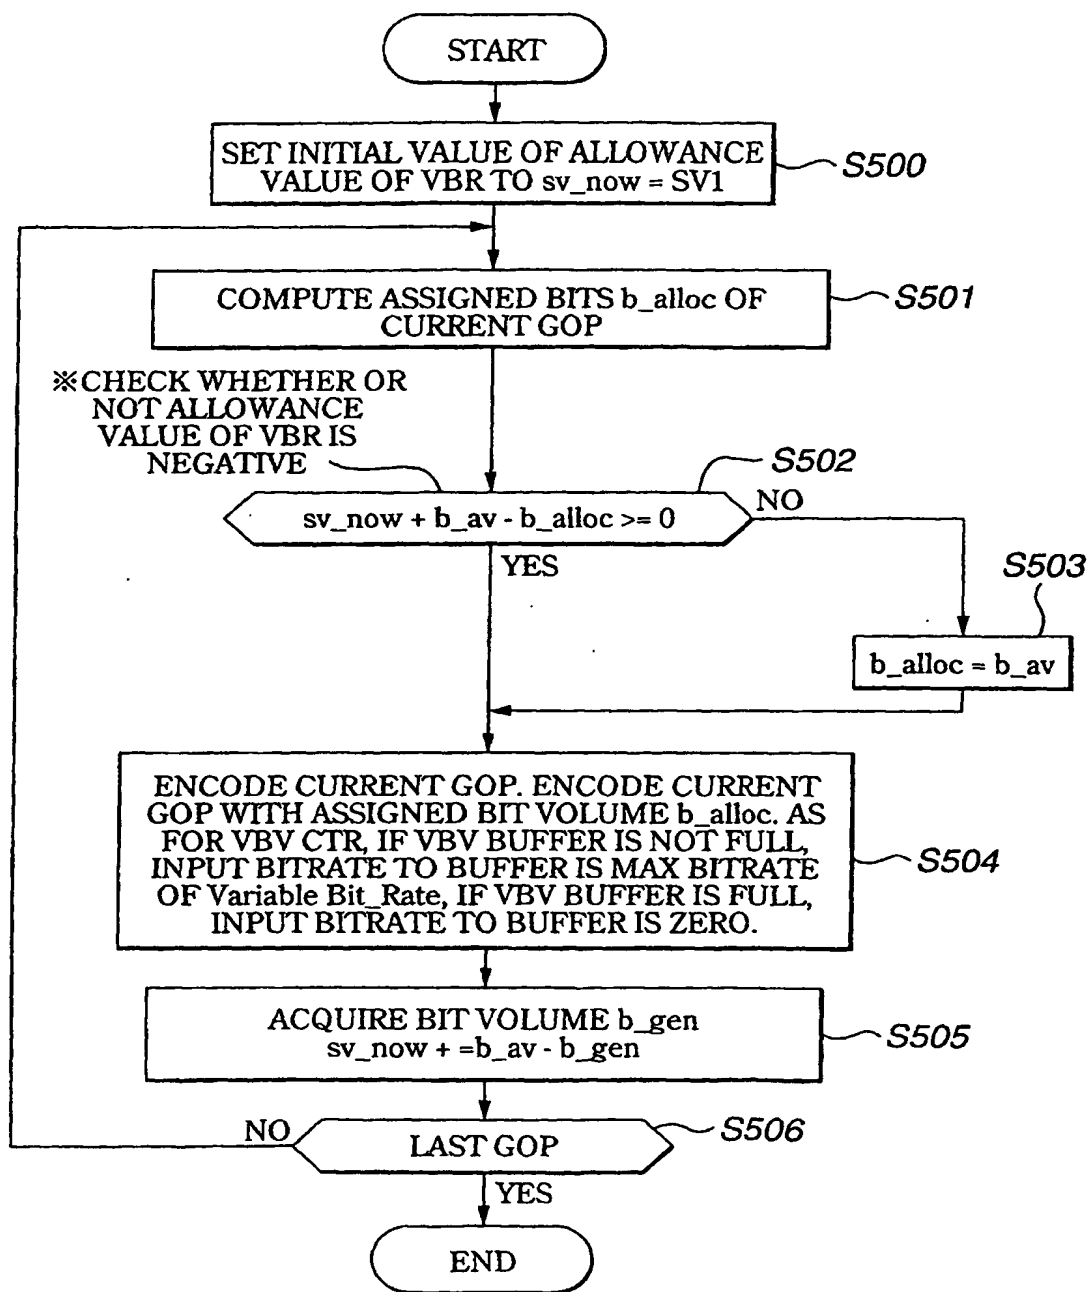 START
SET INITIAL VALUE OF ALLOWANCE
VALUE OF VBR TO sv_now = SV1
S500
COMPUTE ASSIGNED BITS b_alloc OF
CURRENT GOP
S501
※CHECK WHETHER OR
NOT ALLOWANCE
VALUE OF VBR IS
NEGATIVE
S502
sv_now + b_av - b_alloc >= 0
NO
YES
S503
b_alloc = b_av
ENCODE CURRENT GOP. ENCODE CURRENT
GOP WITH ASSIGNED BIT VOLUME b_alloc. AS
FOR VBV CTR, IF VBV BUFFER IS NOT FULL,
INPUT BITRATE TO BUFFER IS MAX BITRATE
OF Variable Bit_Rate, IF VBV BUFFER IS FULL,
INPUT BITRATE TO BUFFER IS ZERO.
S504
ACQUIRE BIT VOLUME b_gen
sv_now + =b_av - b_gen
S505
NO
LAST GOP
S506
YES
END